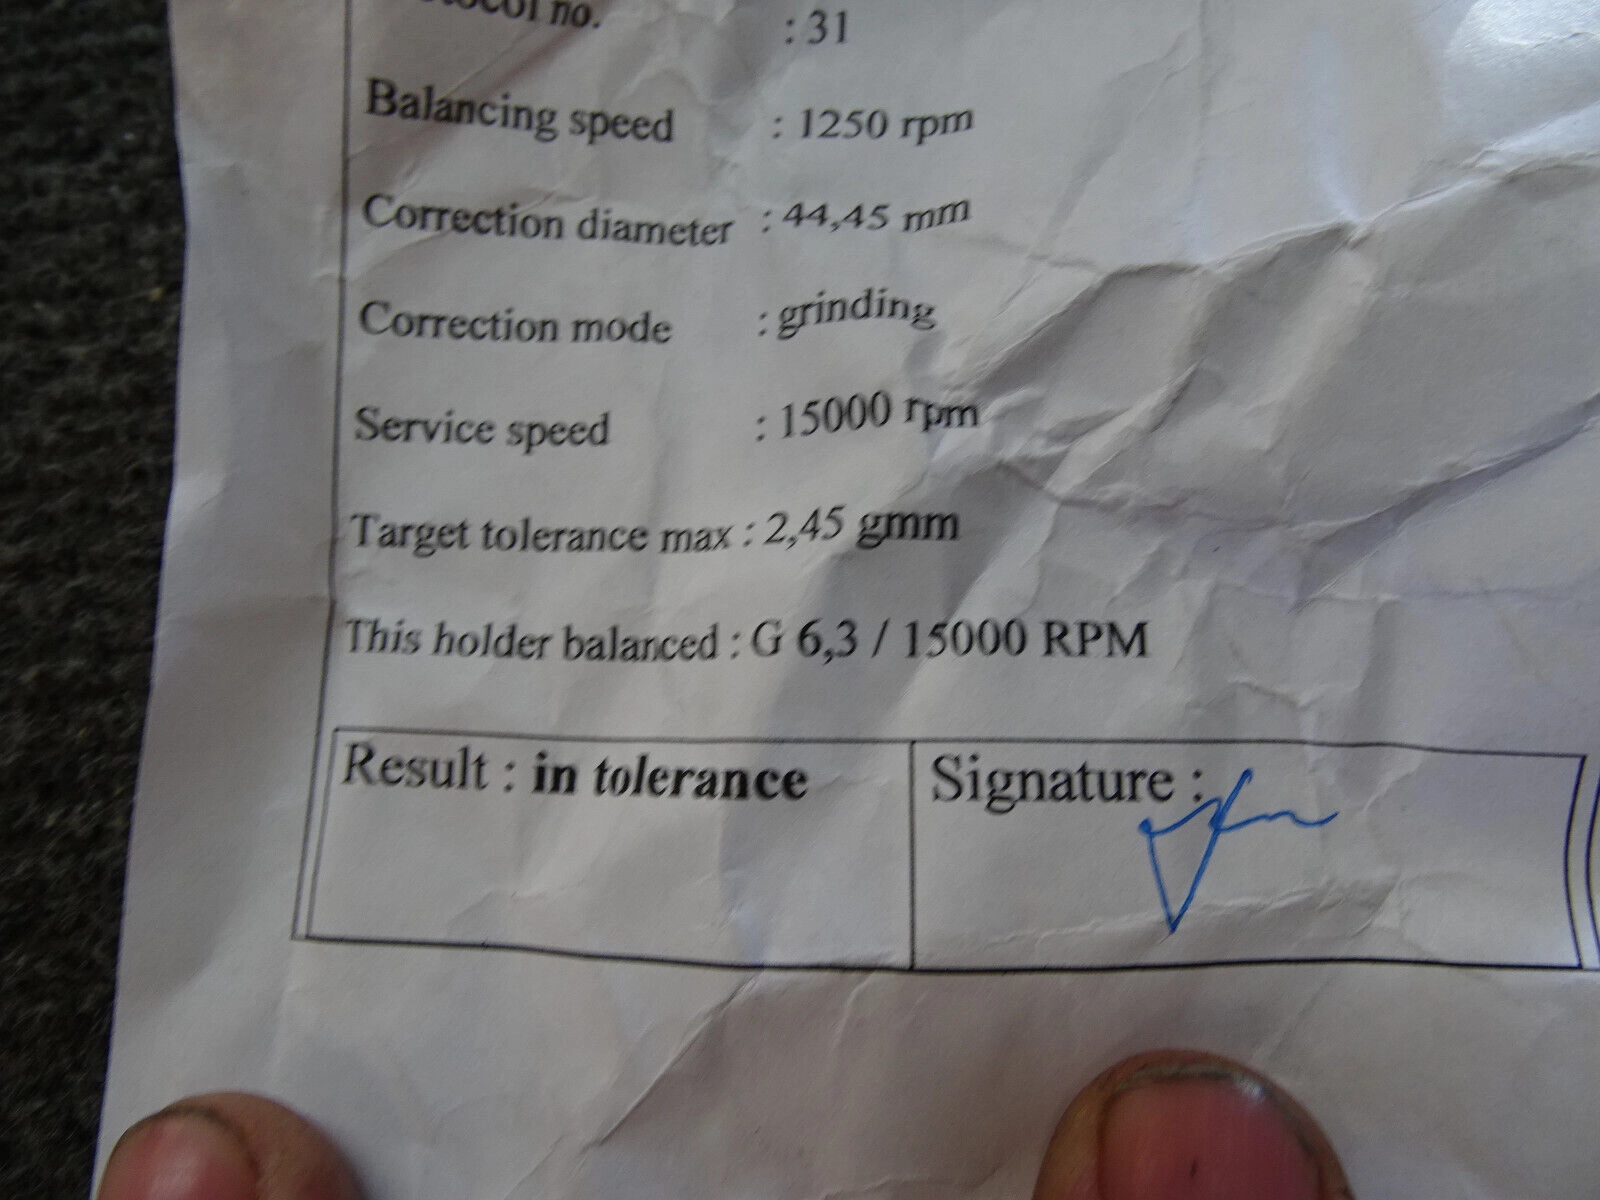 no. : 31
Balancing speed : 1250 rpm
Correction diameter : 44,45 mm
Correction mode : grinding
Service speed : 15000 rpm
Target tolerance max : 2,45 gmm
This holder balanced : G 6,3 / 15000 RPM
Result : in tolerance
Signature :